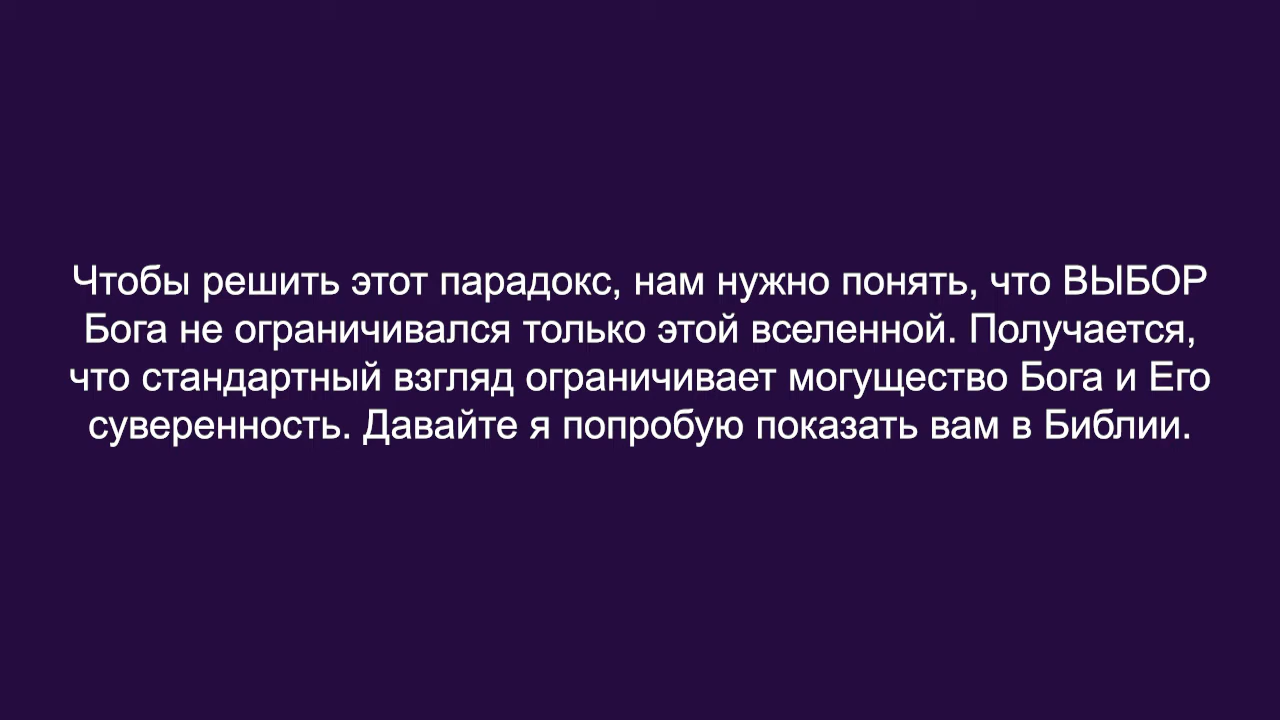 Чтобы решить этот парадокс, нам нужно понять, что ВЫБОР
Бога не ограничивался только этой вселенной. Получается,
что стандартный взгляд ограничивает могущество Бога и Его
суверенность. Давайте я попробую показать вам в Библии.